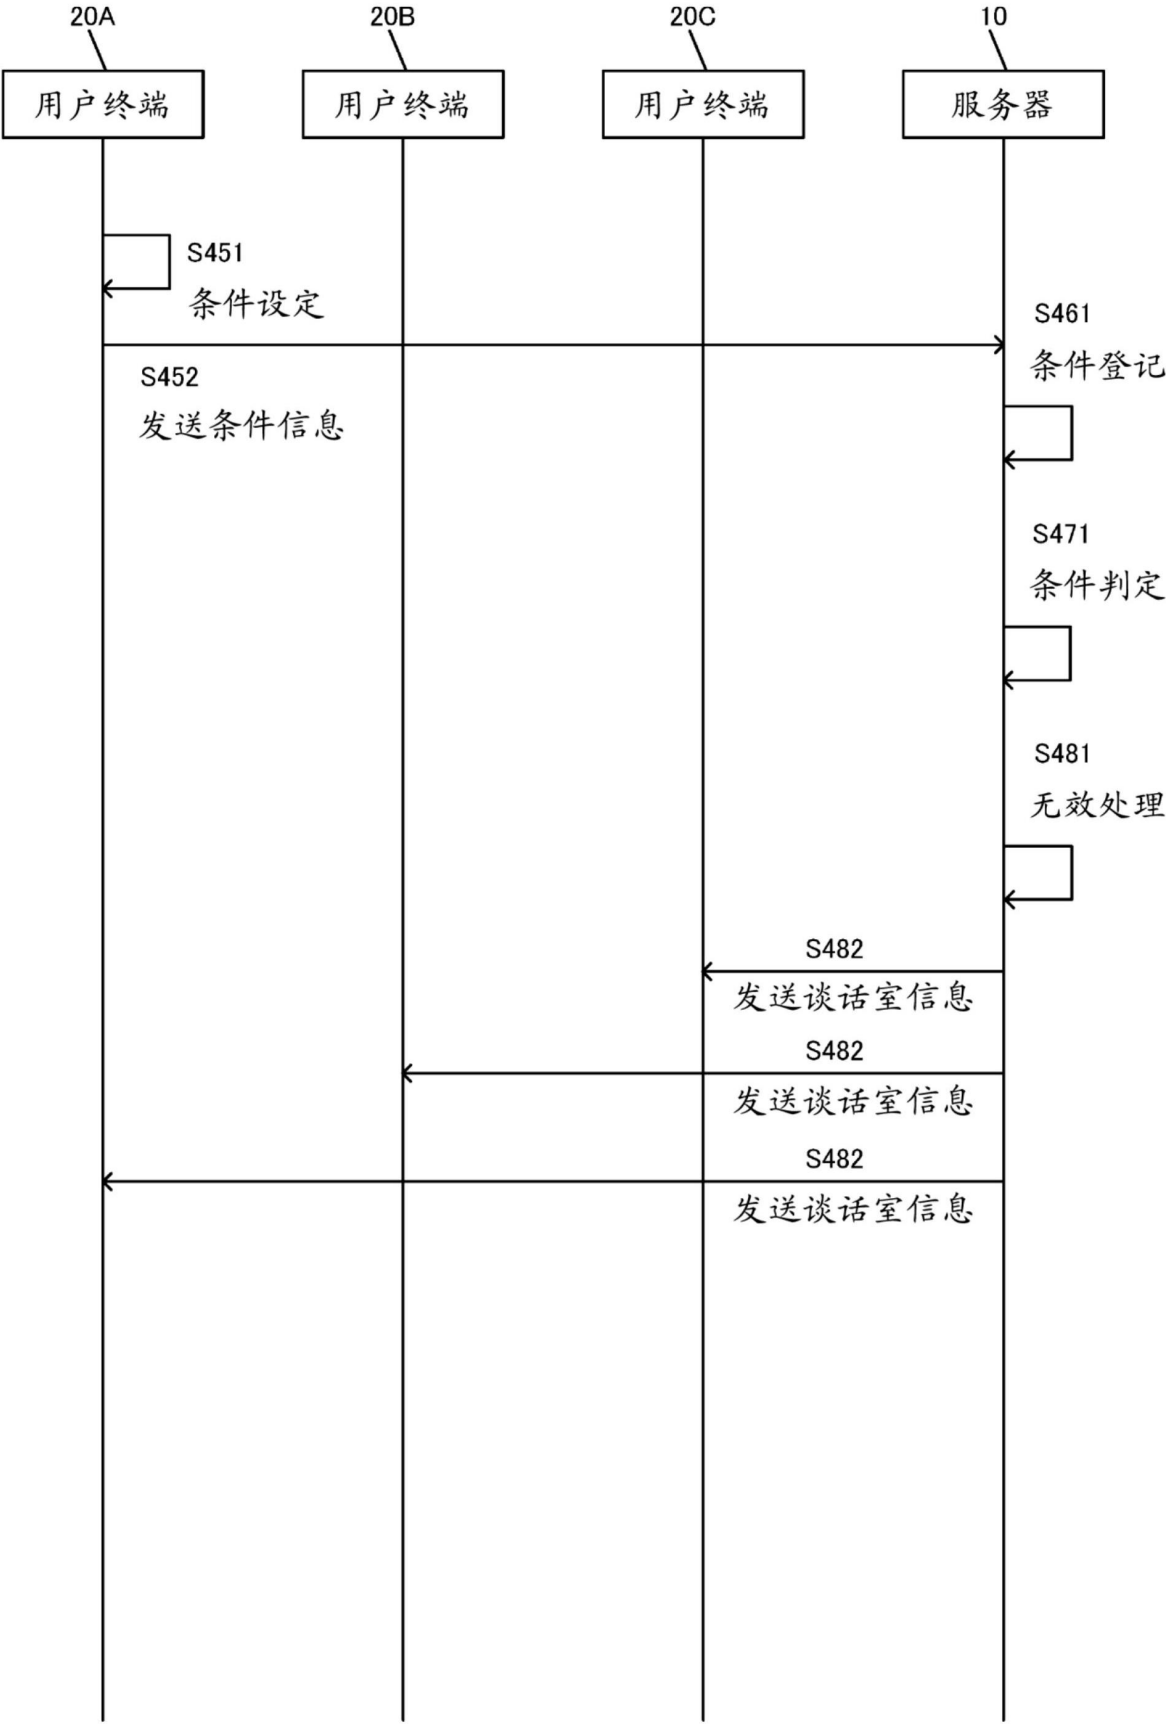 20A
20B
20C
10
用户终端
用户终端
用户终端
服务器
S451
条件设定
S461
条件登记
S452
发送条件信息
S471
条件判定
S481
无效处理
S482
发送谈话室信息
S482
发送谈话室信息
S482
发送谈话室信息